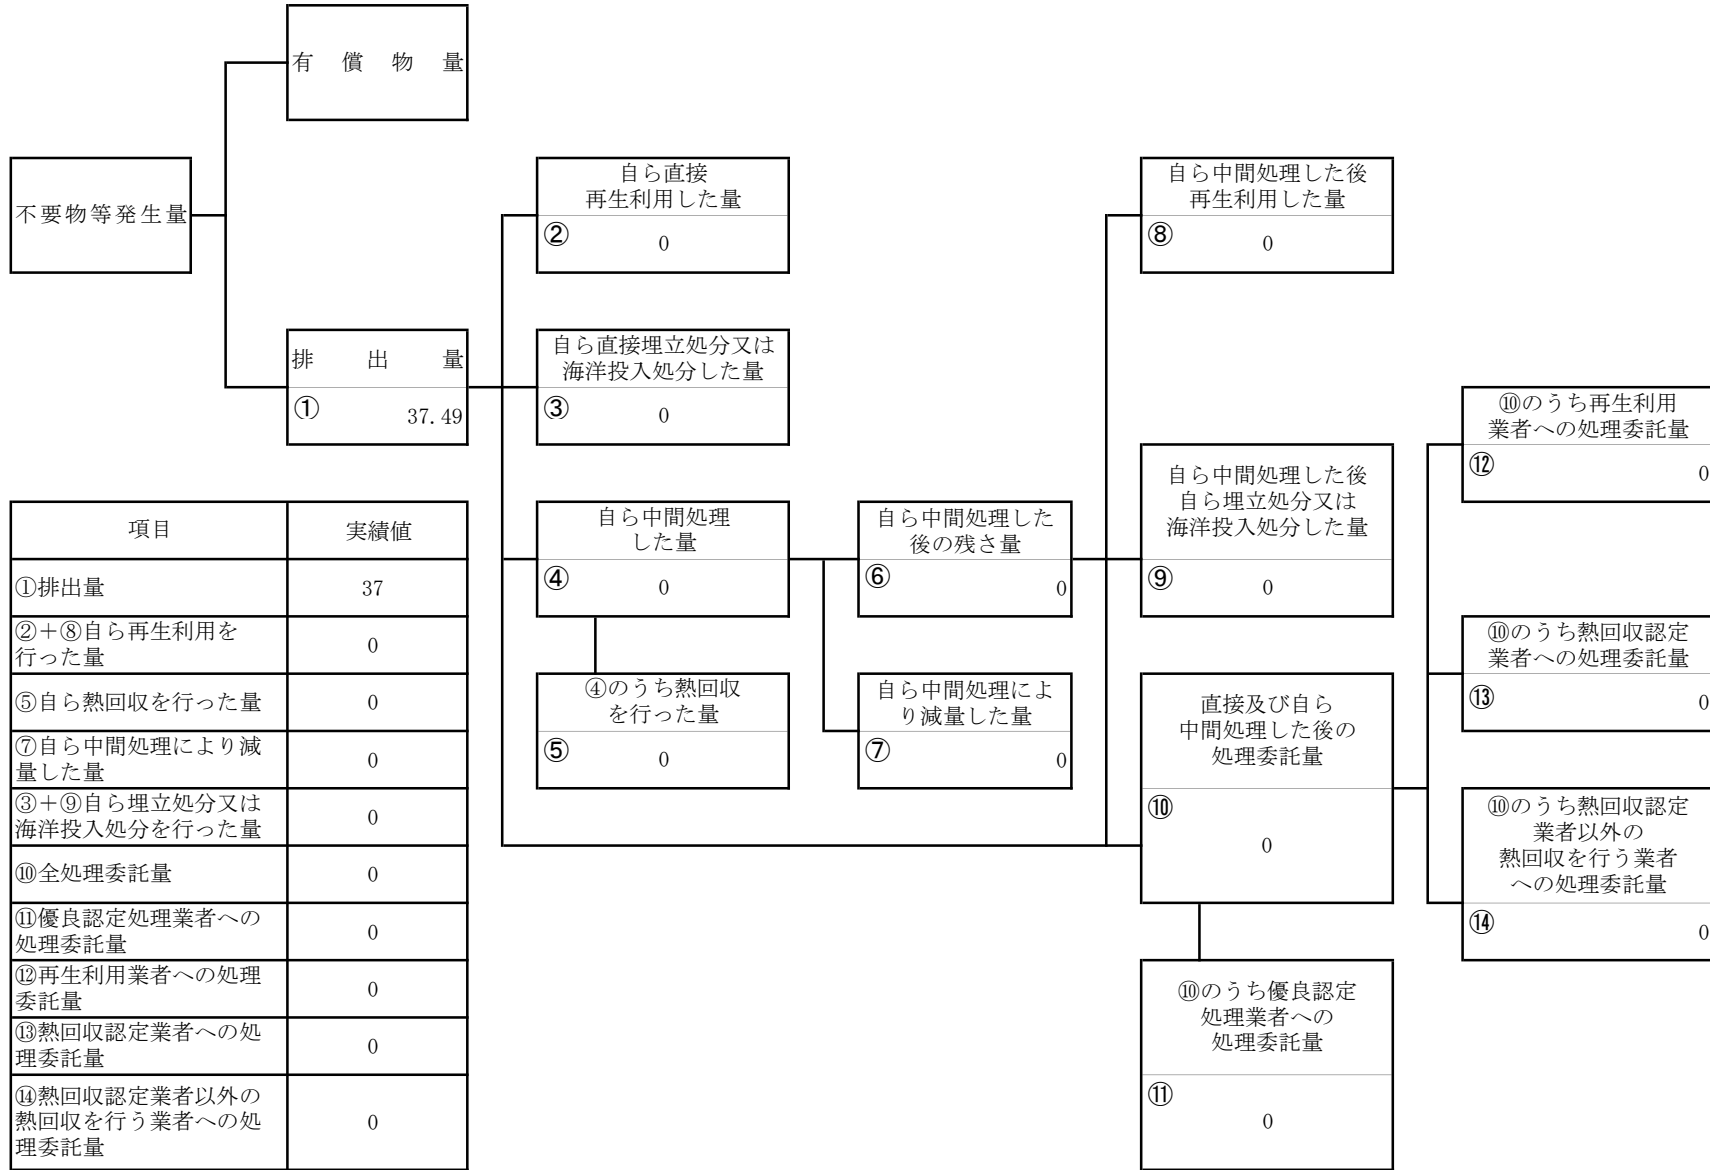 有償物量
不要物等発生量
排出量
① 37.49
自ら直接
再生利用した量
② 0
自ら直接埋立処分又は
海洋投入処分した量
③ 0
自ら中間処理
した量
④ 0
④のうち熱回収
を行った量
⑤ 0
自ら中間処理した
後の残さ量
⑥ 0
自ら中間処理によ
り減量した量
⑦ 0
自ら中間処理した後
再生利用した量
⑧ 0
自ら中間処理した後
自ら埋立処分又は
海洋投入処分した量
⑨ 0
直接及び自ら
中間処理した後の
処理委託量
⑩
0
⑩のうち優良認定
処理業者への
処理委託量
⑪
0
⑩のうち再生利用
業者への処理委託量
⑫ 0
⑩のうち熱回収認定
業者への処理委託量
⑬ 0
⑩のうち熱回収認定
業者以外の
熱回収を行う業者
への処理委託量
⑭ 0
項目 実績値
①排出量 37
②+⑧自ら再生利用を
行った量 0
⑤自ら熱回収を行った量 0
⑦自ら中間処理により減
量した量 0
③+⑨自ら埋立処分又は
海洋投入処分を行った量 0
⑩全処理委託量 0
⑪優良認定処理業者への
処理委託量 0
⑫再生利用業者への処理
委託量 0
⑬熱回収認定業者への処
理委託量 0
⑭熱回収認定業者以外の
熱回収を行う業者への処
理委託量 0